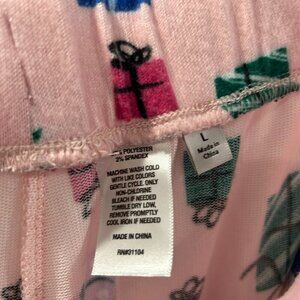 % POLYESTER
3% SPANDEX
MACHINE WASH COLD
WITH LIKE COLORS
GENTLE CYCLE. ONLY
NON-CHLORINE
BLEACH IF NEEDED
TUMBLE DRY LOW,
REMOVE PROMPTLY
COOL IRON IF NEEDED
MADE IN CHINA
RN#31104
L
Made in
China